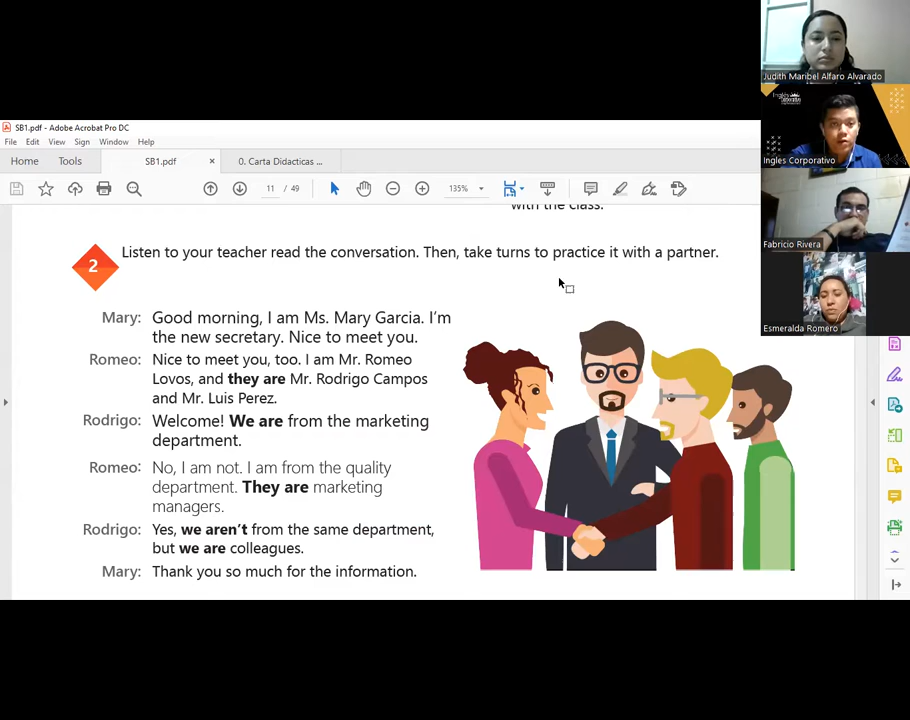 SB1.pdf - Adobe Acrobat Pro DC
File Edit View Sign Window Help
Home Tools SB1.pdf × 0. Carta Didacticas ...
11 / 49 135%
with the class.
2 Listen to your teacher read the conversation. Then, take turns to practice it with a partner.
Mary: Good morning, I am Ms. Mary Garcia. I'm
the new secretary. Nice to meet you.
Romeo: Nice to meet you, too. I am Mr. Romeo
Lovos, and they are Mr. Rodrigo Campos
and Mr. Luis Perez.
Rodrigo: Welcome! We are from the marketing
department.
Romeo: No, I am not. I am from the quality
department. They are marketing
managers.
Rodrigo: Yes, we aren't from the same department,
but we are colleagues.
Mary: Thank you so much for the information.
Judith Maribel Alfaro Alvarado
Inglés
Ingles Corporativo
Fabricio Rivera
Esmeralda Romero